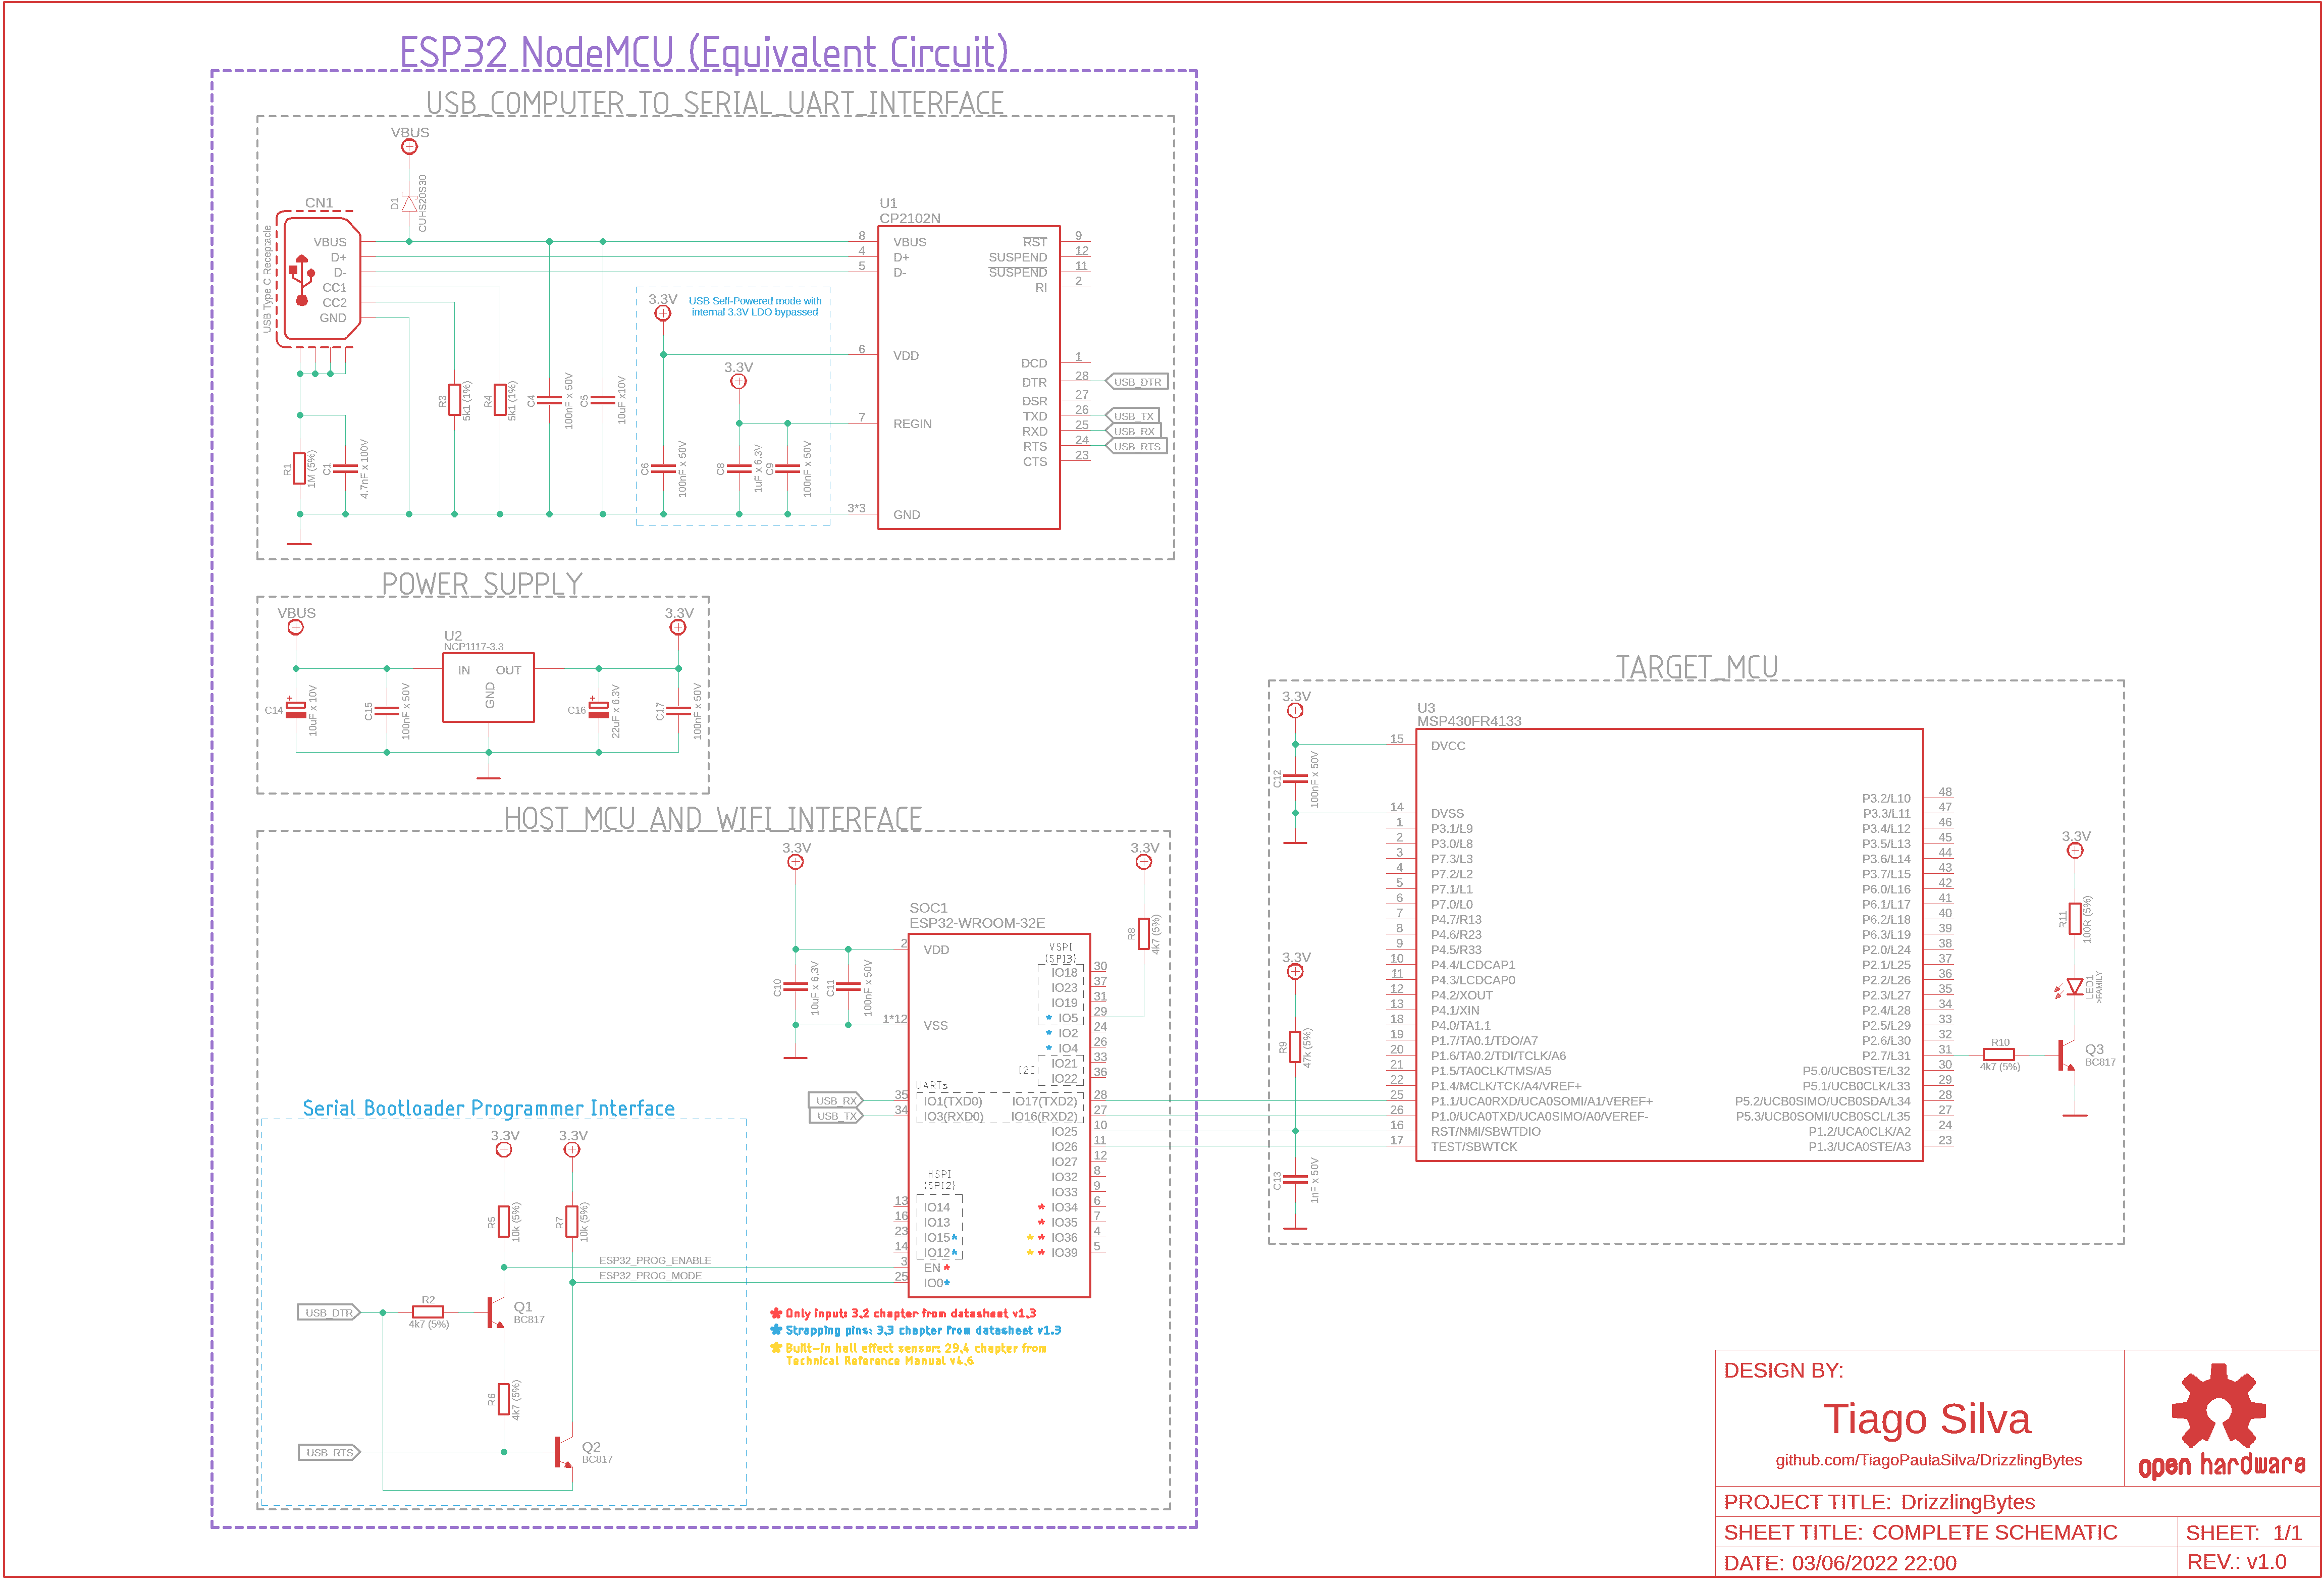 ESP32 NodeMCU (Equivalent Circuit)
USB_COMPUTER_TO_SERIAL_UART_INTERFACE
VBUS
D1
CUHS20S30
CN1
USB Type C Receptacle
VBUS
D+
D-
CC1
CC2
GND
R1
1M (5%)
C1
4.7nF x 100V
R3
5k1 (1%)
R4
5k1 (1%)
C4
100nF x 50V
C5
10uF x10V
3.3V
USB Self-Powered mode with
internal 3.3V LDO bypassed
3.3V
C6
100nF x 50V
C8
1uF x 6.3V
C9
100nF x 50V
U1
CP2102N
8 VBUS
4 D+
5 D-
6 VDD
7 REGIN
3*3 GND
RST 9
SUSPEND 12
SUSPEND 11
RI 2
DCD 1
DTR 28 USB_DTR
DSR 27
TXD 26 USB_TX
RXD 25 USB_RX
RTS 24 USB_RTS
CTS 23
POWER_SUPPLY
VBUS
3.3V
U2
NCP1117-3.3
IN OUT
GND
C14
10uF x 10V
C15
100nF x 50V
C16
22uF x 6.3V
C17
100nF x 50V
HOST_MCU_AND_WIFI_INTERFACE
3.3V
3.3V
R8
4k7 (5%)
C10
10uF x 6.3V
C11
100nF x 50V
SOC1
ESP32-WROOM-32E
2 VDD
1*12 VSS
VSPI
(SPI3)
IO18 30
IO23 37
IO19 31
* IO5 29
* IO2 24
* IO4 26
I2C
IO21 33
IO22 36
UARTs
USB_RX 35 IO1(TXD0)
USB_TX 34 IO3(RXD0)
IO17(TXD2) 28
IO16(RXD2) 27
IO25 10
IO26 11
IO27 12
IO32 8
IO33 9
* IO34 6
* IO35 7
* * IO36 4
* * IO39 5
HSPI
(SPI2)
13 IO14
16 IO13
23 IO15*
14 IO12*
3 EN *
25 IO0*
* Only input: 3.2 chapter from datasheet v1.3
* Strapping pins: 3.3 chapter from datasheet v1.3
* Built-in hall effect sensor: 29.4 chapter from
Technical Reference Manual v4.6
Serial Bootloader Programmer Interface
3.3V
3.3V
R5
10k (5%)
R7
10k (5%)
ESP32_PROG_ENABLE
ESP32_PROG_MODE
USB_DTR
R2
4k7 (5%)
Q1
BC817
R6
4k7 (5%)
USB_RTS
Q2
BC817
TARGET_MCU
3.3V
C12
100nF x 50V
3.3V
R9
47k (5%)
C13
1nF x 50V
U3
MSP430FR4133
15 DVCC
14 DVSS
1 P3.1/L9
2 P3.0/L8
3 P7.3/L3
4 P7.2/L2
5 P7.1/L1
6 P7.0/L0
7 P4.7/R13
8 P4.6/R23
9 P4.5/R33
10 P4.4/LCDCAP1
11 P4.3/LCDCAP0
12 P4.2/XOUT
13 P4.1/XIN
18 P4.0/TA1.1
19 P1.7/TA0.1/TDO/A7
20 P1.6/TA0.2/TDI/TCLK/A6
21 P1.5/TA0CLK/TMS/A5
22 P1.4/MCLK/TCK/A4/VREF+
25 P1.1/UCA0RXD/UCA0SOMI/A1/VEREF+
26 P1.0/UCA0TXD/UCA0SIMO/A0/VEREF-
16 RST/NMI/SBWTDIO
17 TEST/SBWTCK
P3.2/L10 48
P3.3/L11 47
P3.4/L12 46
P3.5/L13 45
P3.6/L14 44
P3.7/L15 43
P6.0/L16 42
P6.1/L17 41
P6.2/L18 40
P6.3/L19 39
P2.0/L24 38
P2.1/L25 37
P2.2/L26 36
P2.3/L27 35
P2.4/L28 34
P2.5/L29 33
P2.6/L30 32
P2.7/L31 31
P5.0/UCB0STE/L32 30
P5.1/UCB0CLK/L33 29
P5.2/UCB0SIMO/UCB0SDA/L34 28
P5.3/UCB0SOMI/UCB0SCL/L35 27
P1.2/UCA0CLK/A2 24
P1.3/UCA0STE/A3 23
3.3V
R11
100R (5%)
LED1
>FAMILY
R10
4k7 (5%)
Q3
BC817
DESIGN BY:
Tiago Silva
github.com/TiagoPaulaSilva/DrizzlingBytes
open hardware
PROJECT TITLE: DrizzlingBytes
SHEET TITLE: COMPLETE SCHEMATIC
SHEET: 1/1
DATE: 03/06/2022 22:00
REV.: v1.0